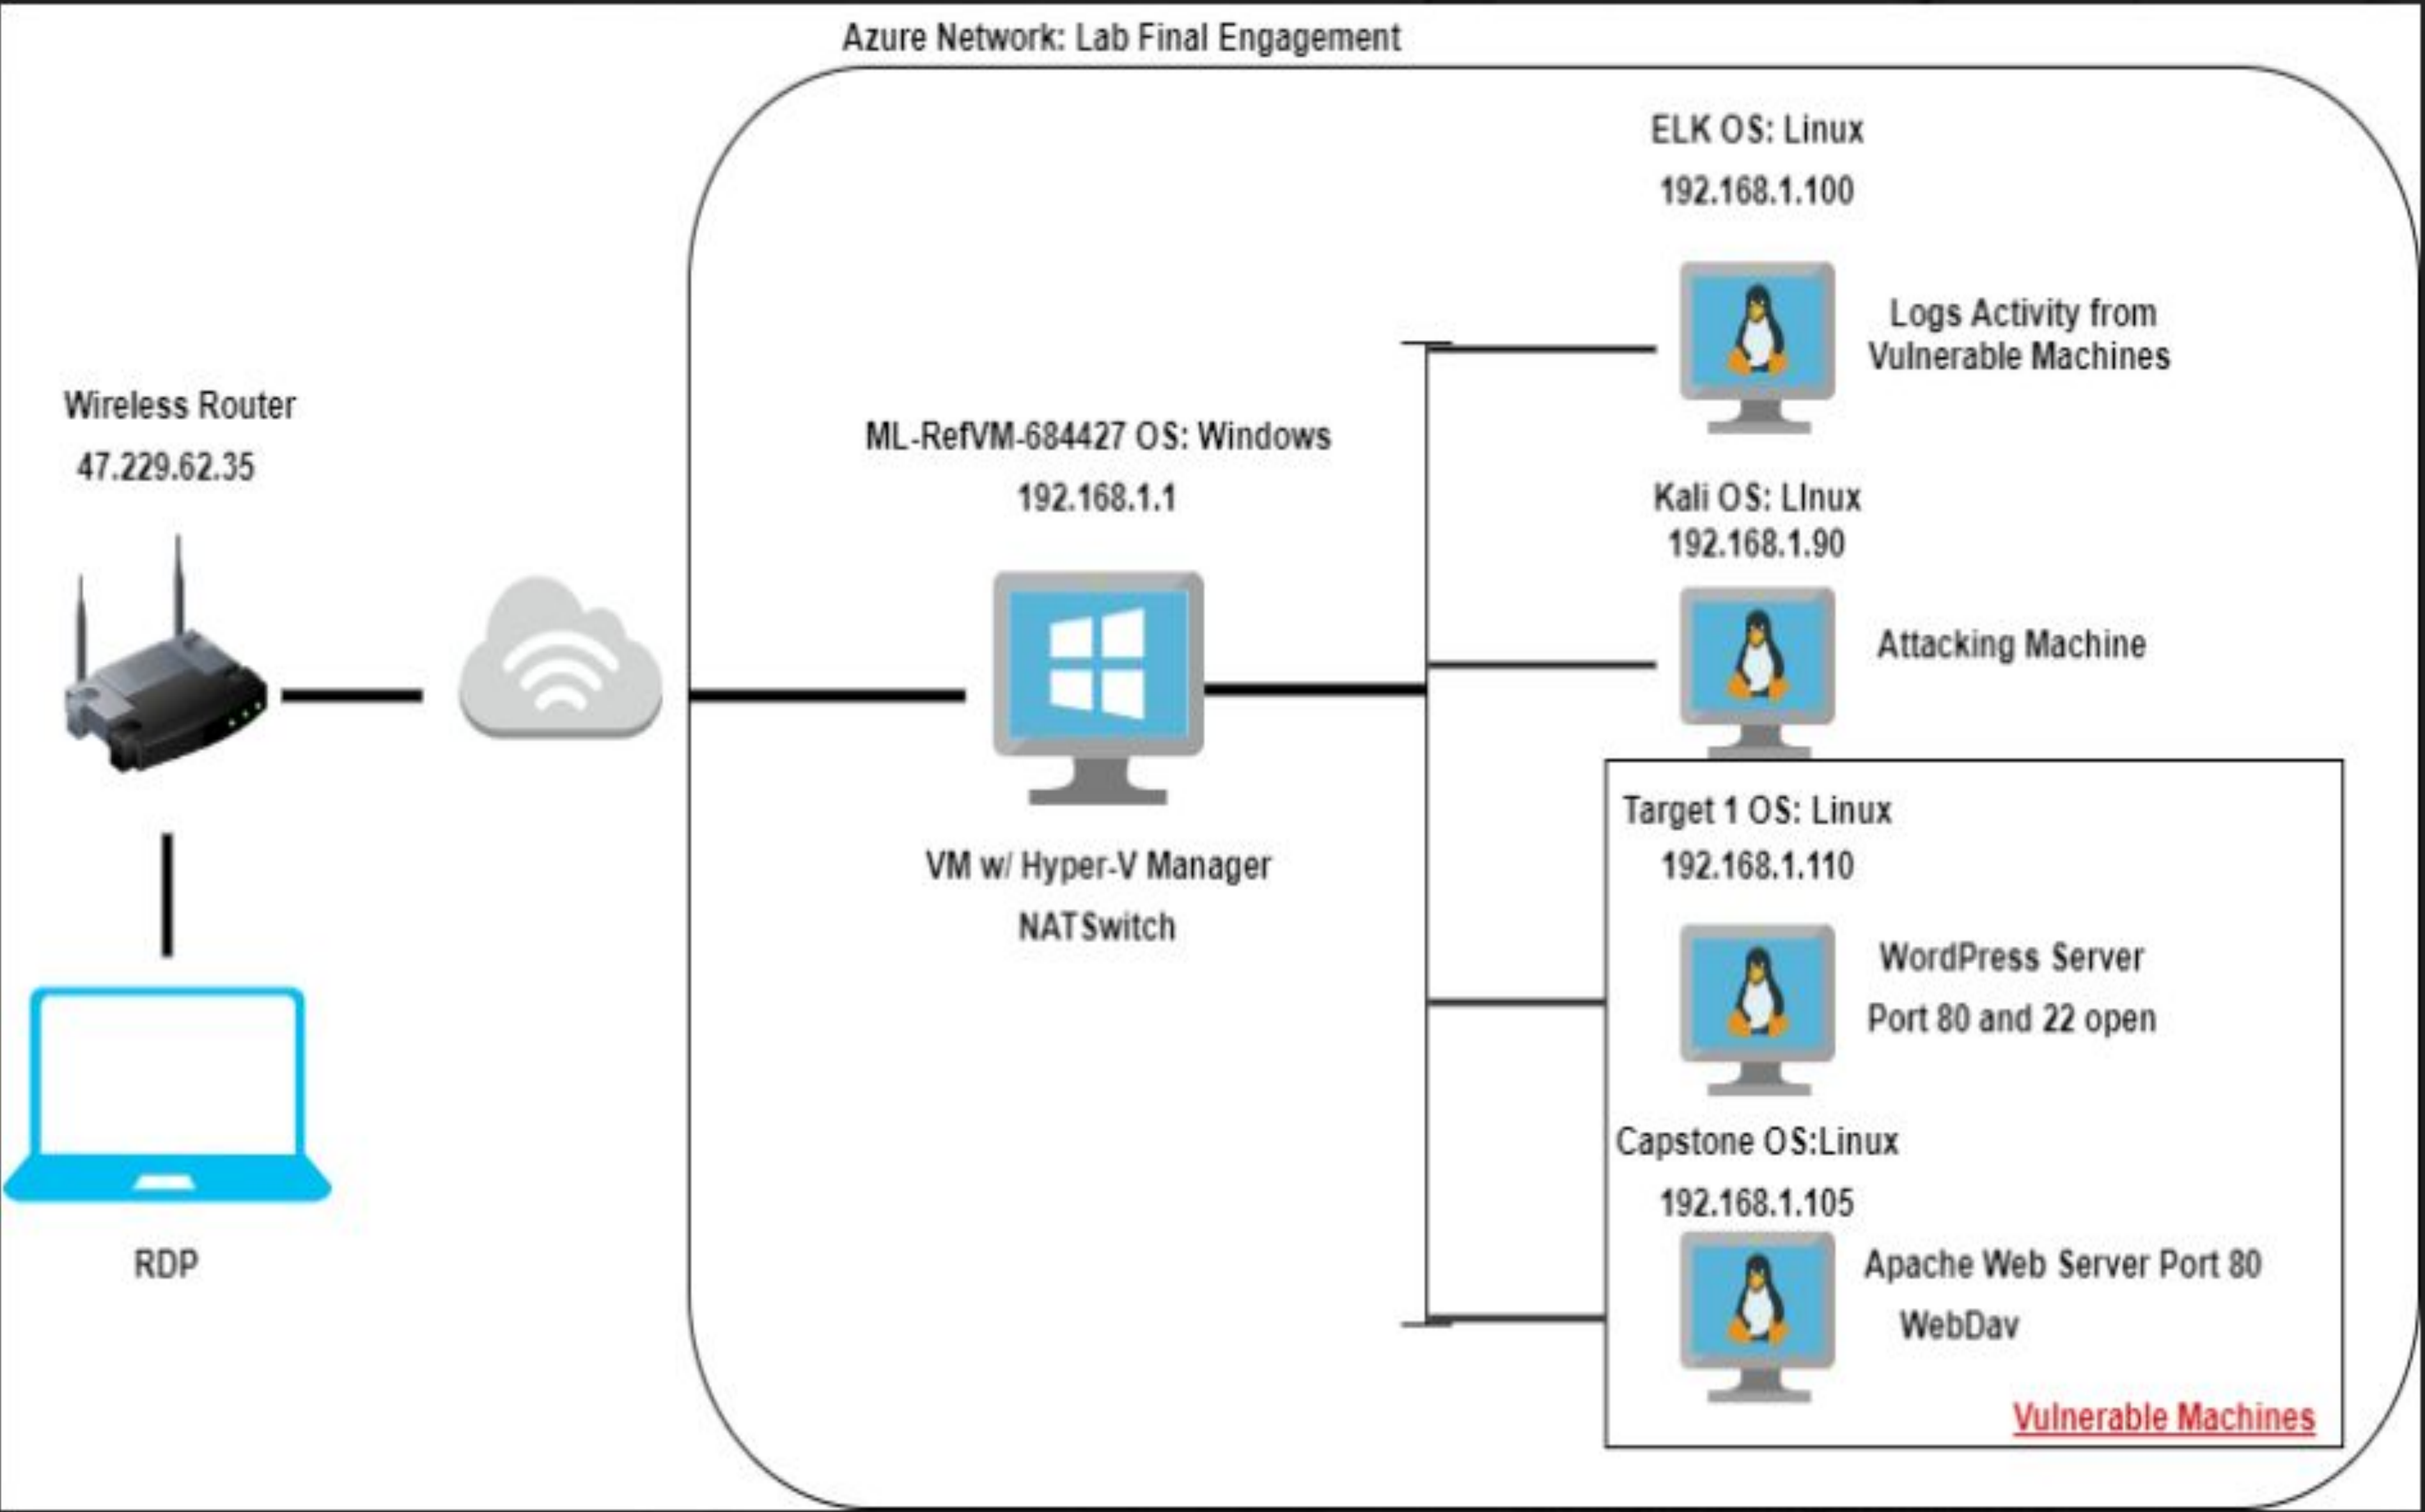 Azure Network: Lab Final Engagement
Wireless Router
47.229.62.35
RDP
ML-RefVM-684427 OS: Windows
192.168.1.1
VM w/ Hyper-V Manager
NATSwitch
ELK OS: Linux
192.168.1.100
Logs Activity from
Vulnerable Machines
Kali OS: LInux
192.168.1.90
Attacking Machine
Target 1 OS: Linux
192.168.1.110
WordPress Server
Port 80 and 22 open
Capstone OS:Linux
192.168.1.105
Apache Web Server Port 80
WebDav
Vulnerable Machines